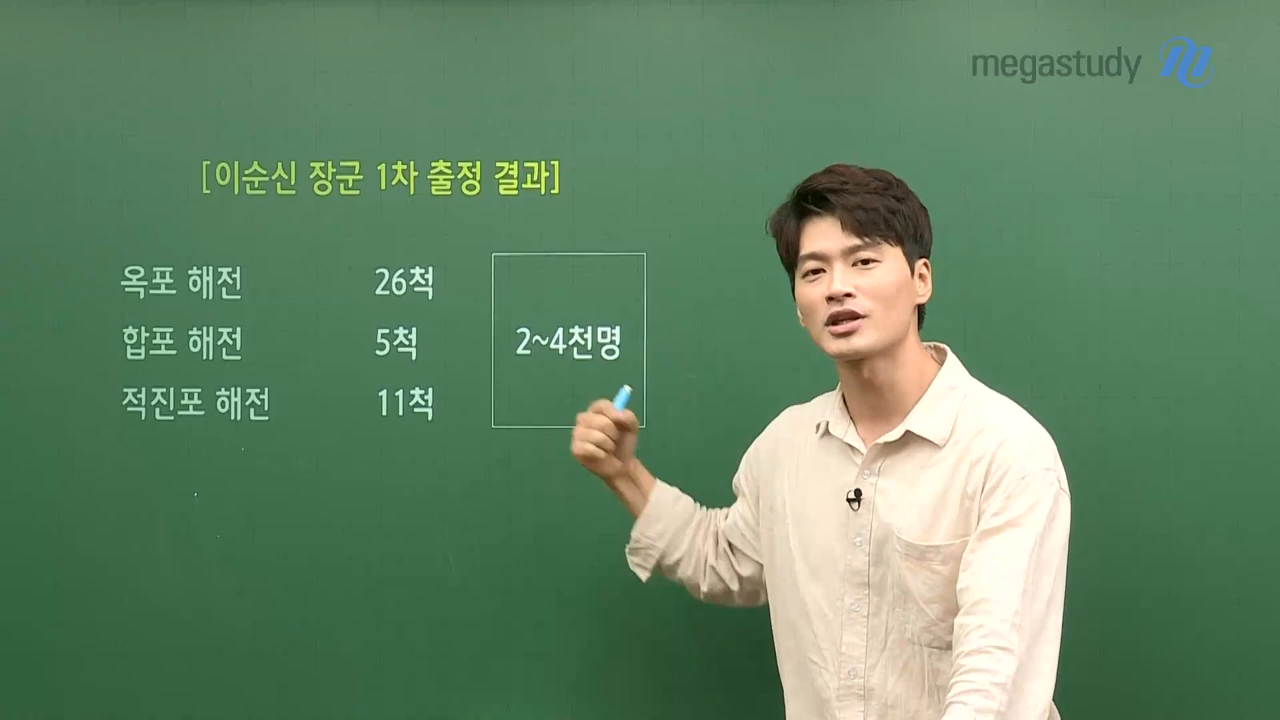 megastudy
[이순신 장군 1차 출정 결과]
옥포 해전 26척
합포 해전 5척 2~4천명
적진포 해전 11척